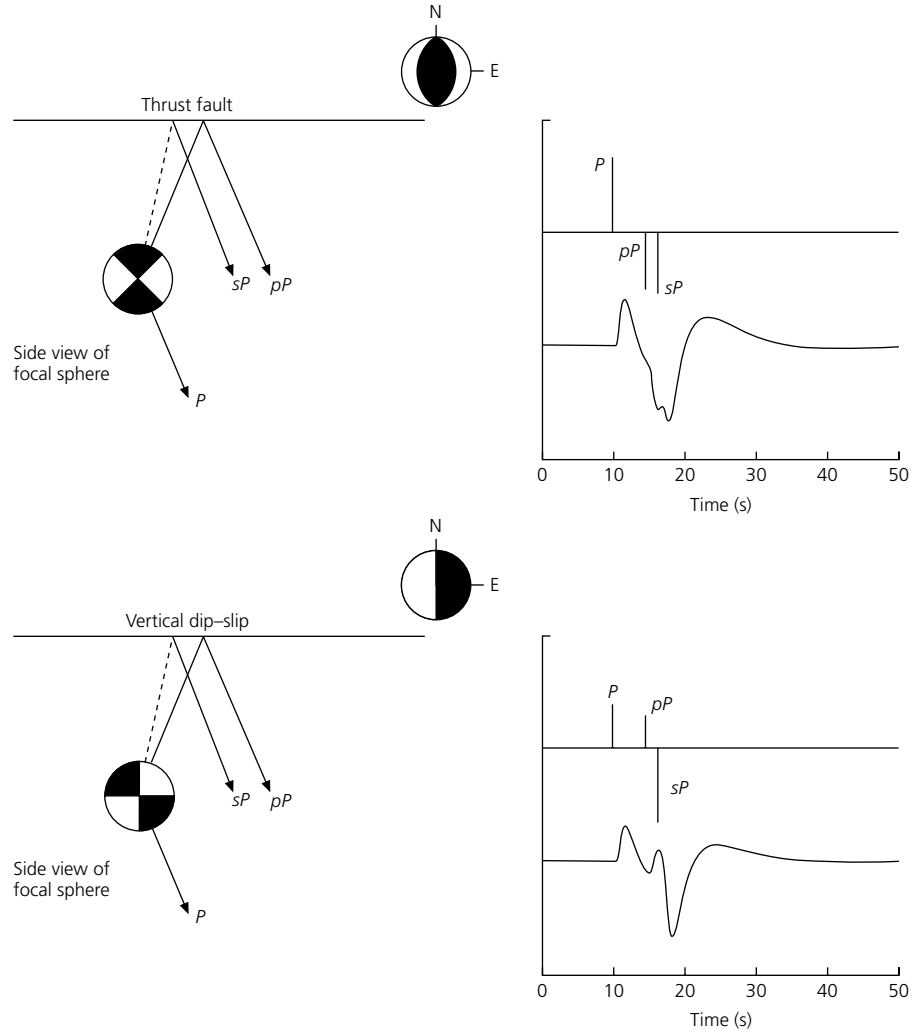 N
E
Thrust fault
P
pP
sP
sP
pP
Side view of
focal sphere
P
0 10 20 30 40 50
Time (s)
N
E
Vertical dip–slip
P
pP
sP
sP
pP
Side view of
focal sphere
P
0 10 20 30 40 50
Time (s)